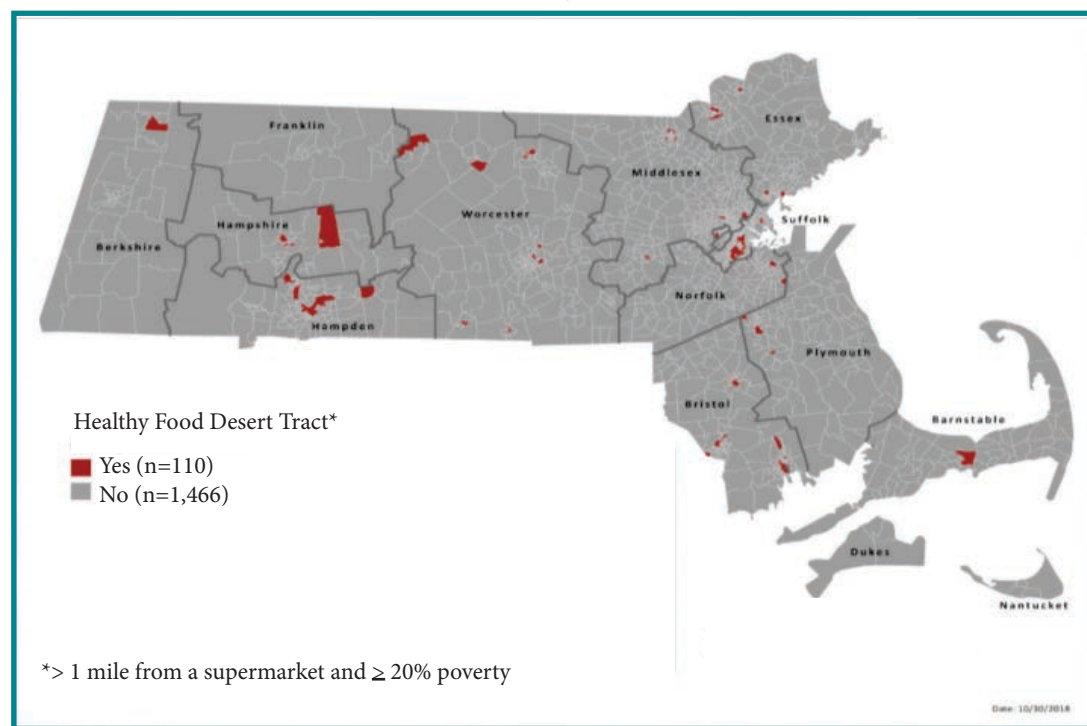 Franklin
Essex
Middlesex
Worcester
Hampshire
Suffolk
Berkshire
Norfolk
Hampden
Plymouth
Bristol
Barnstable
Healthy Food Desert Tract*
Yes (n=110)
No (n=1,466)
Dukes
Nantucket
*> 1 mile from a supermarket and ≥ 20% poverty
Date: 10/30/2018